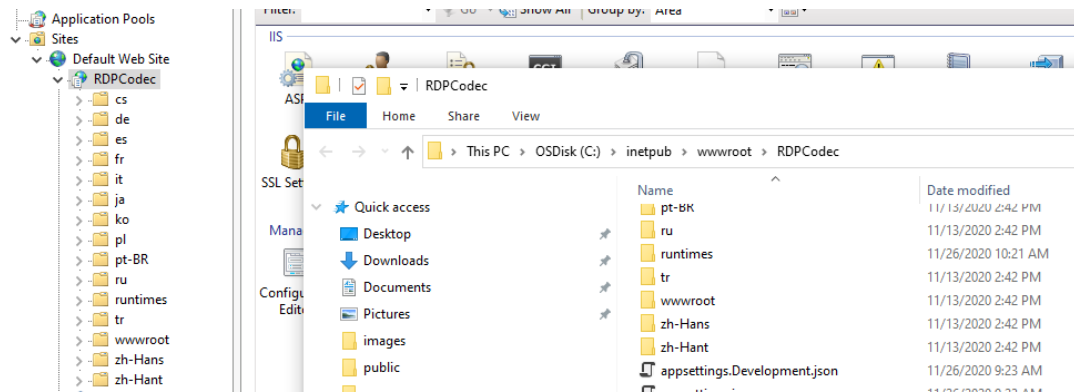 Application Pools
Sites
Default Web Site
RDPCodec
cs
de
es
fr
it
ja
ko
pl
pt-BR
ru
runtimes
tr
wwwroot
zh-Hans
zh-Hant
Filter: Go Show All Group by: Area
IIS
SSL Set
Mana
Configu
Edit
RDPCodec
File Home Share View
This PC > OSDisk (C:) > inetpub > wwwroot > RDPCodec
Quick access
Desktop
Downloads
Documents
Pictures
images
public
Name Date modified
pt-BR 11/13/2020 2:42 PM
ru 11/13/2020 2:42 PM
runtimes 11/26/2020 10:21 AM
tr 11/13/2020 2:42 PM
wwwroot 11/13/2020 2:42 PM
zh-Hans 11/13/2020 2:42 PM
zh-Hant 11/13/2020 2:42 PM
appsettings.Development.json 11/26/2020 9:23 AM